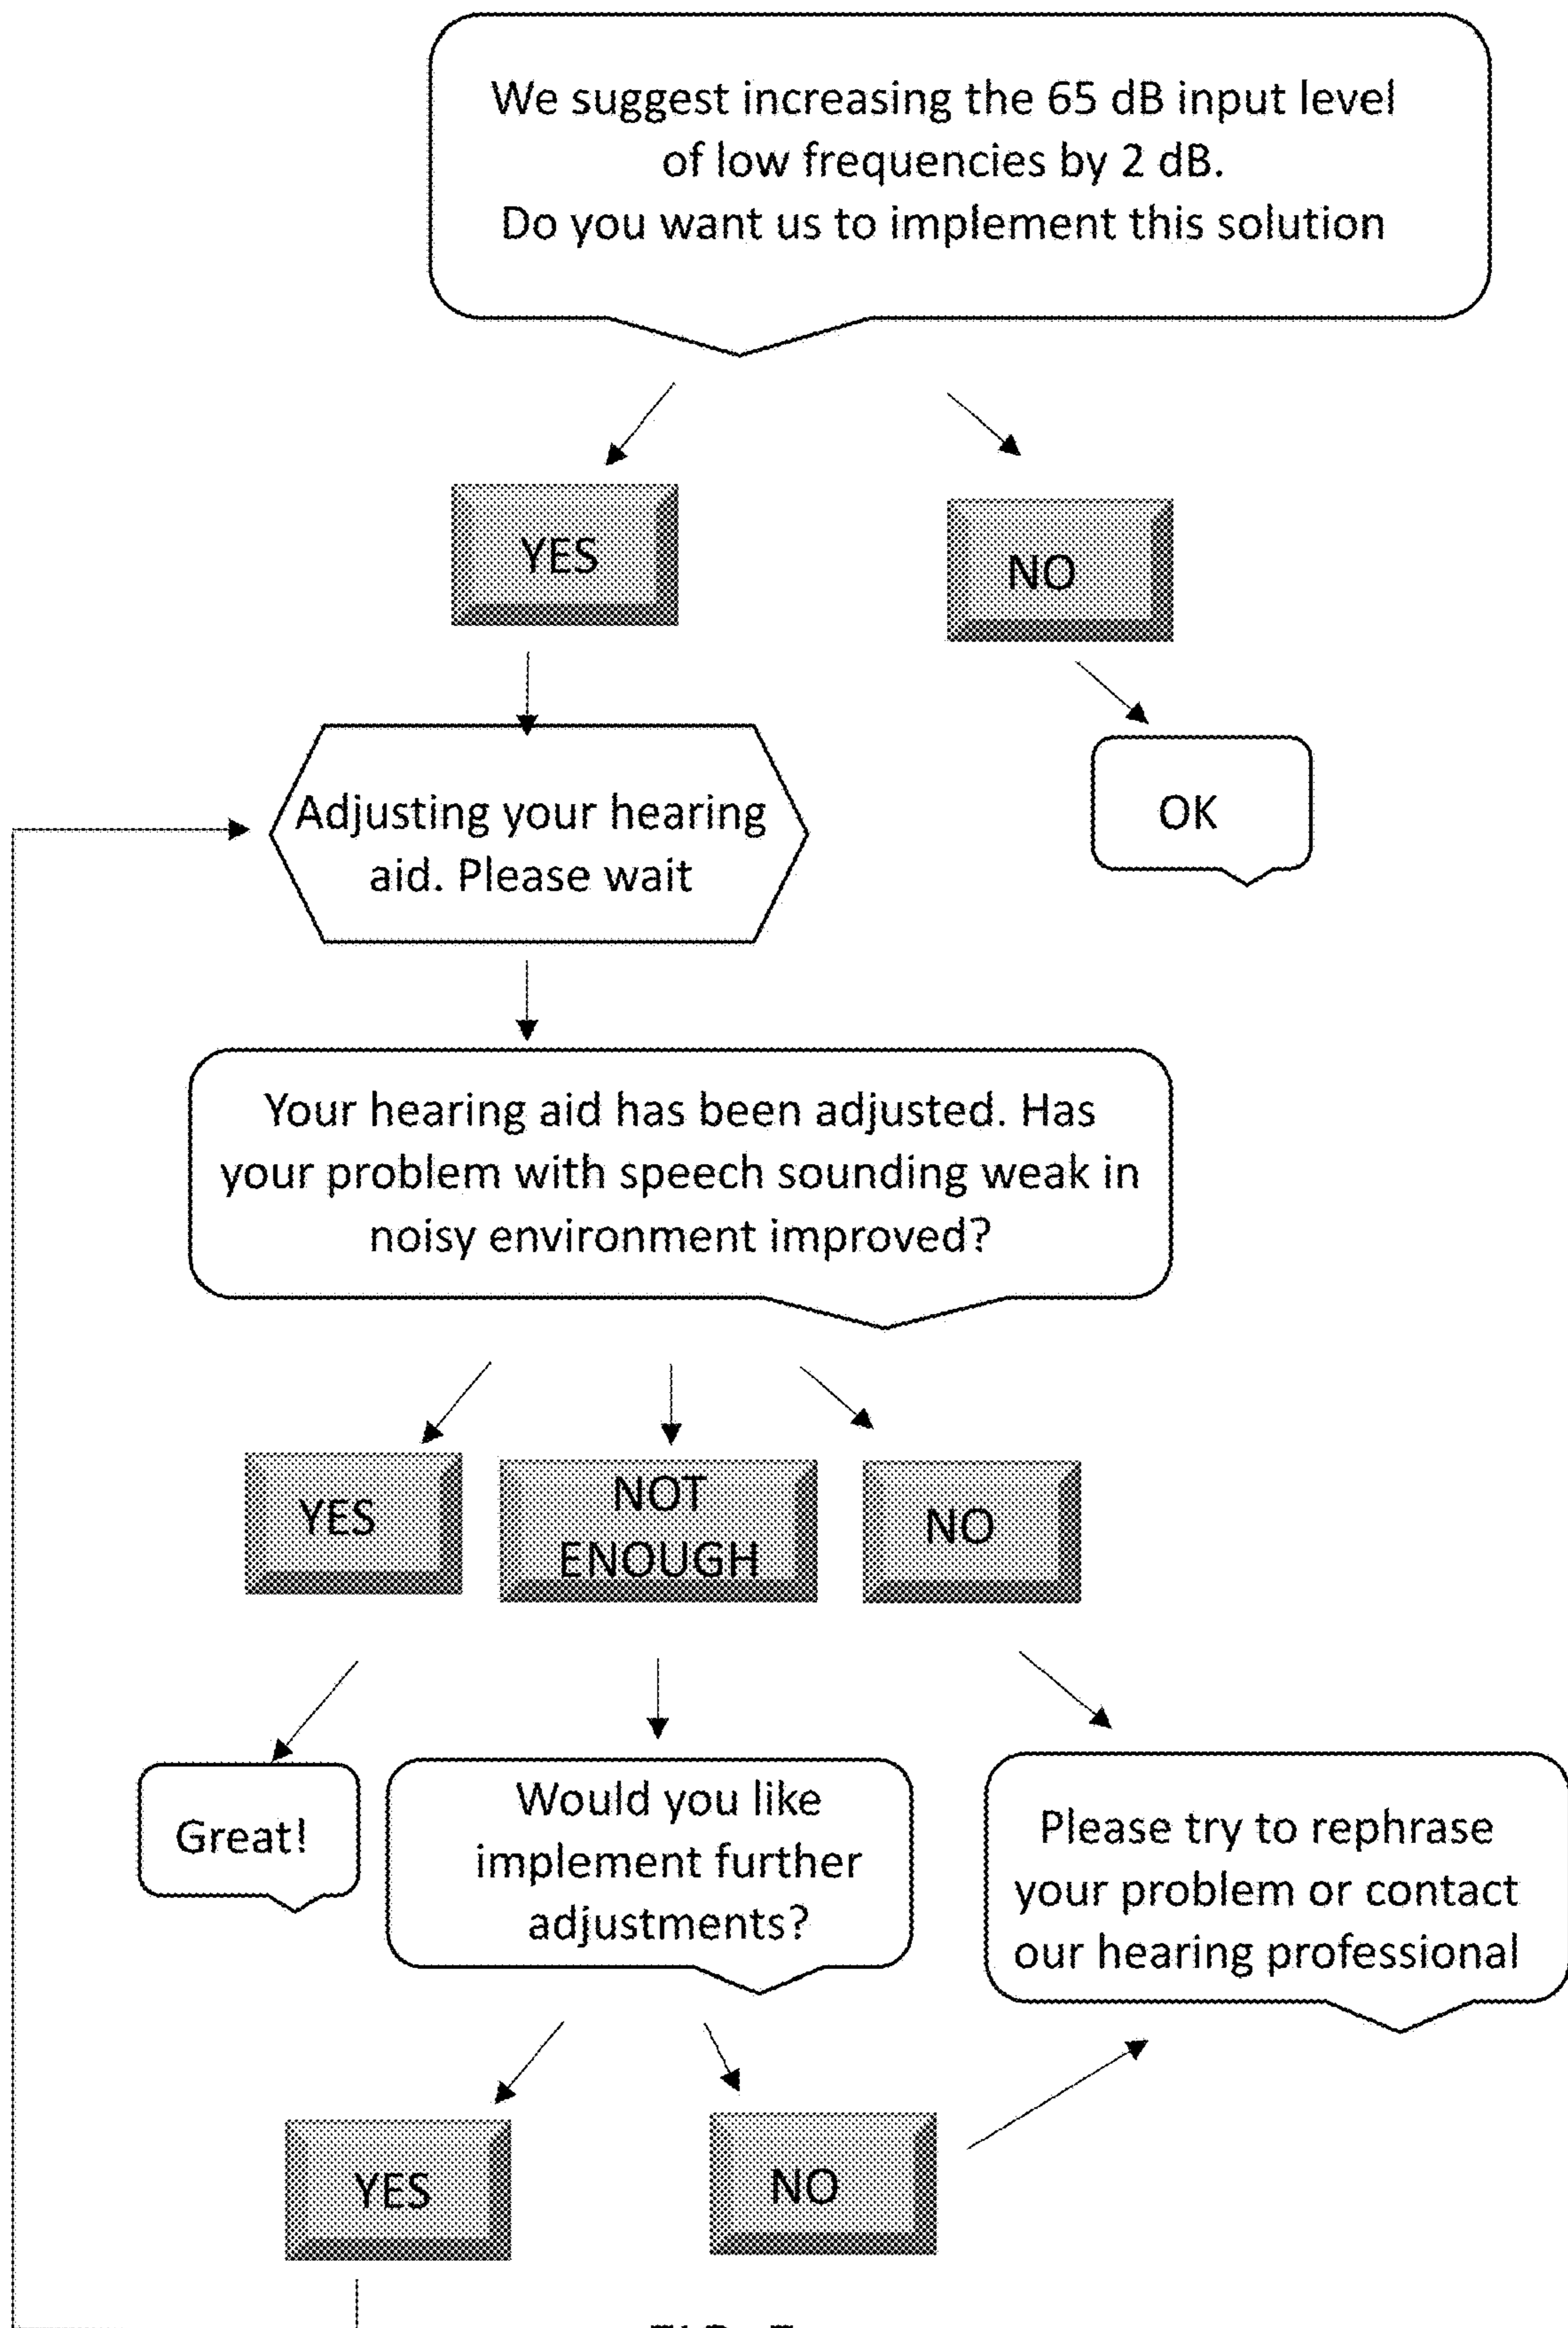 We suggest increasing the 65 dB input level
of low frequencies by 2 dB.
Do you want us to implement this solution
YES
NO
Adjusting your hearing
aid. Please wait
OK
Your hearing aid has been adjusted. Has
your problem with speech sounding weak in
noisy environment improved?
YES
NOT
ENOUGH
NO
Great!
Would you like
implement further
adjustments?
Please try to rephrase
your problem or contact
our hearing professional
YES
NO